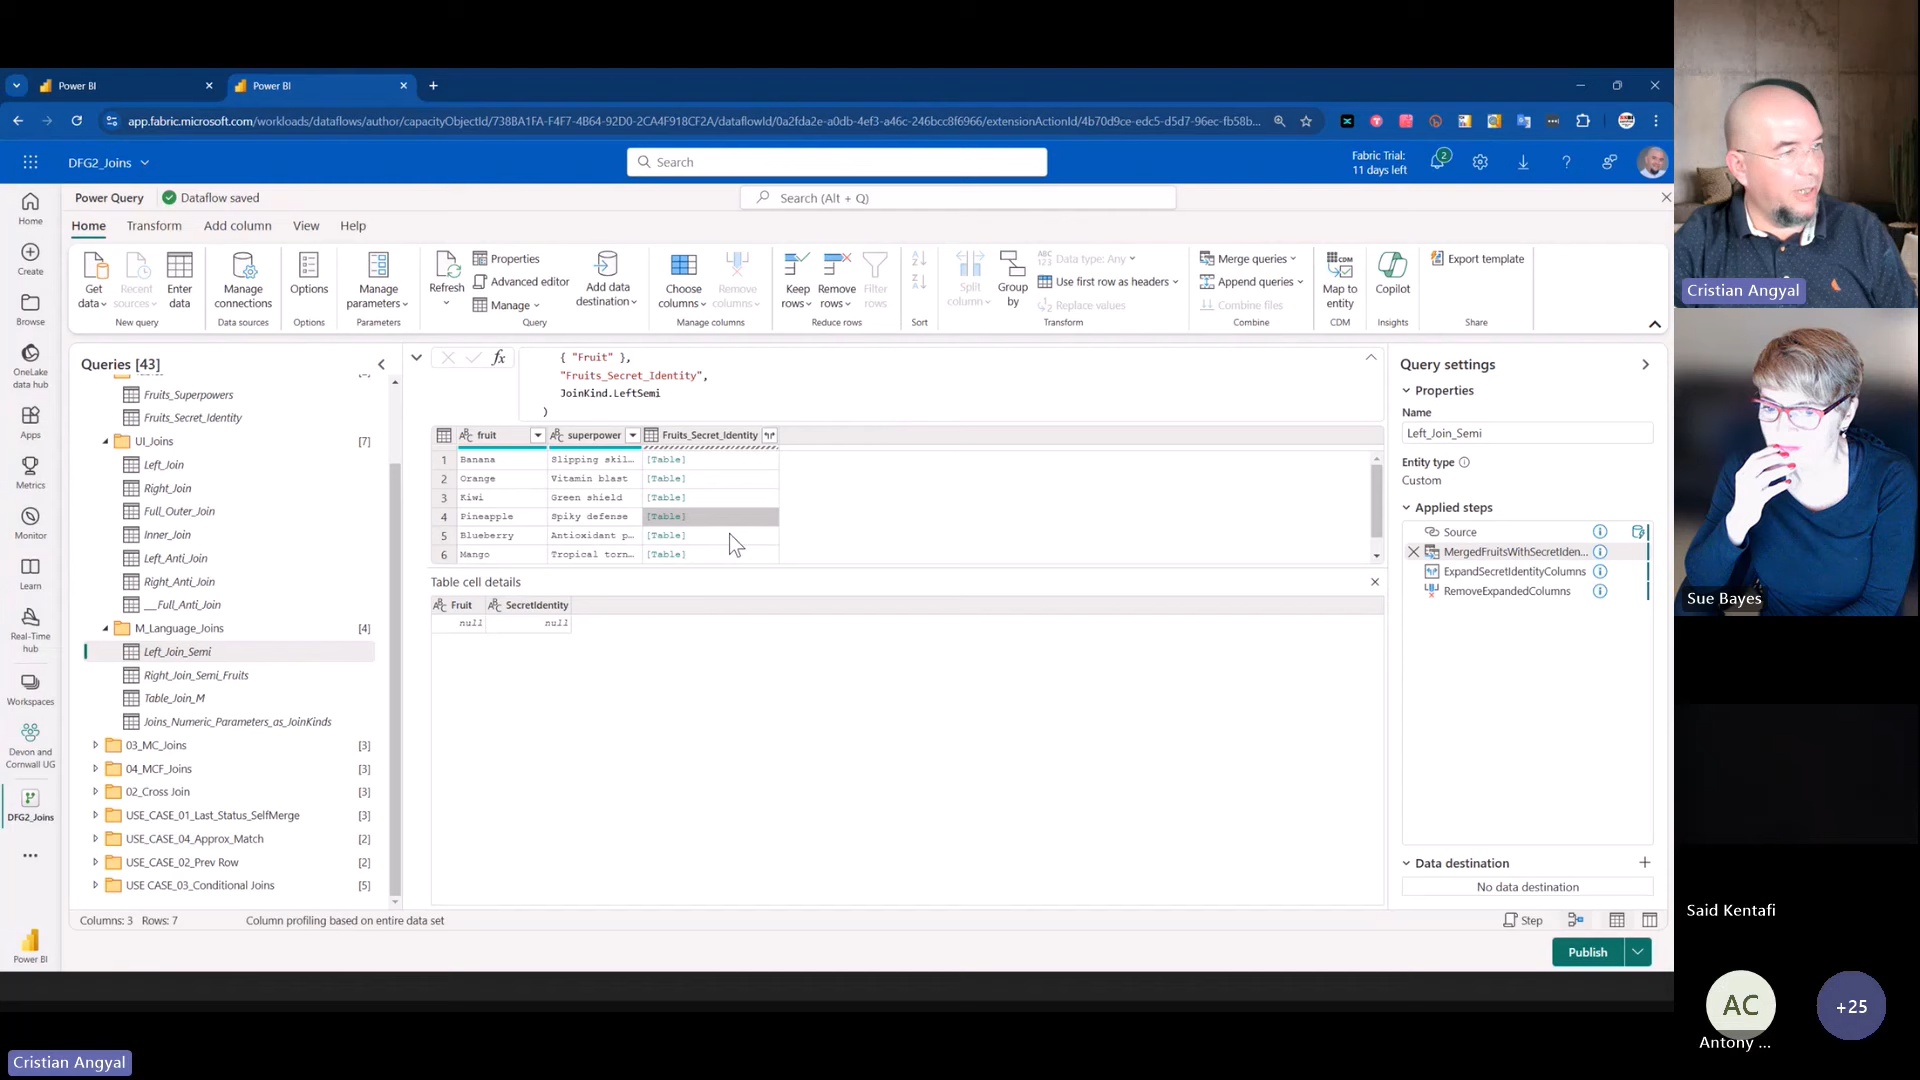 Power BI
Power BI
app.fabric.microsoft.com/workloads/dataflows/author/capacityObjectId/738BA1FA-F4F7-4B64-92D0-2CA4F918CF2A/dataflowId/0a2fda2e-a0db-4ef3-a46c-246bcc8f6966/extensionActionId/4b70d9ce-edc5-d5d7-96ec-fb58b...
DFG2_Joins
Search
Fabric Trial:
11 days left
2
Power Query
Dataflow saved
Search (Alt + Q)
Home Transform Add column View Help
Get data
Recent sources
Enter data
New query
Manage connections
Data sources
Options
Options
Manage parameters
Parameters
Refresh
Properties
Advanced editor
Manage
Query
Add data destination
Choose columns
Remove columns
Manage columns
Keep rows
Remove rows
Filter rows
Reduce rows
Sort
Split column
Group by
Data type: Any
Use first row as headers
Replace values
Transform
Merge queries
Append queries
Combine files
Combine
Map to entity
CDM
Copilot
Insights
Export template
Share
Home
Create
Browse
OneLake data hub
Apps
Metrics
Monitor
Learn
Real-Time hub
Workspaces
Devon and Cornwall UG
DFG2_Joins
Power BI
Queries [43]
Fruits_Superpowers
Fruits_Secret_Identity
UI_Joins [7]
Left_Join
Right_Join
Full_Outer_Join
Inner_Join
Left_Anti_Join
Right_Anti_Join
__Full_Anti_Join
M_Language_Joins [4]
Left_Join_Semi
Right_Join_Semi_Fruits
Table_Join_M
Joins_Numeric_Parameters_as_JoinKinds
03_MC_Joins [3]
04_MCF_Joins [3]
02_Cross Join [3]
USE_CASE_01_Last_Status_SelfMerge [3]
USE_CASE_04_Approx_Match [2]
USE_CASE_02_Prev Row [2]
USE CASE_03_Conditional Joins [5]
fx
{ "Fruit" },
"Fruits_Secret_Identity",
JoinKind.LeftSemi
)
fruit superpower Fruits_Secret_Identity
1 Banana Slipping skil... [Table]
2 Orange Vitamin blast [Table]
3 Kiwi Green shield [Table]
4 Pineapple Spiky defense [Table]
5 Blueberry Antioxidant p... [Table]
6 Mango Tropical torn... [Table]
Table cell details
Fruit SecretIdentity
null null
Query settings
Properties
Name
Left_Join_Semi
Entity type
Custom
Applied steps
Source
MergedFruitsWithSecretIden...
ExpandSecretIdentityColumns
RemoveExpandedColumns
Data destination
No data destination
Columns: 3 Rows: 7 Column profiling based on entire data set
Step
Publish
Cristian Angyal
Sue Bayes
Said Kentafi
AC
Antony ...
+25
Cristian Angyal